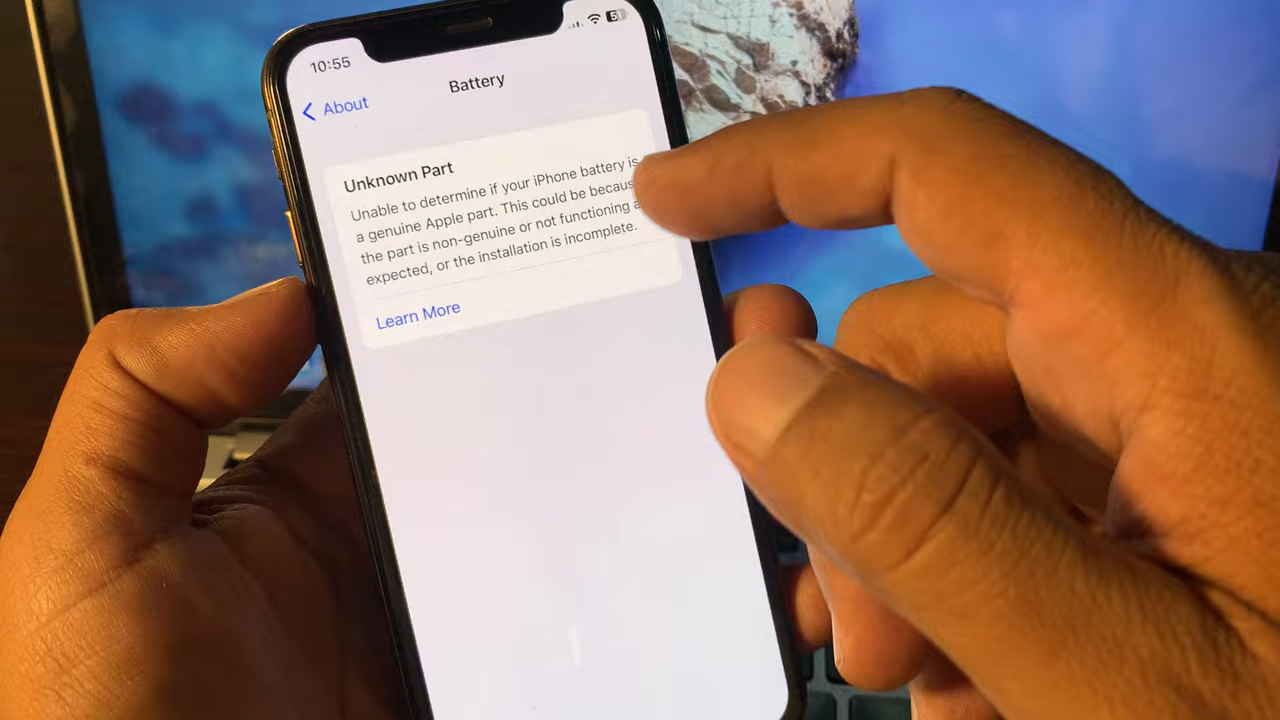 10:55
51
Battery
About
Unknown Part
Unable to determine if your iPhone battery is
a genuine Apple part. This could be
the part is non-genuine or not functioning
expected, or the installation is incomplete.
Learn More